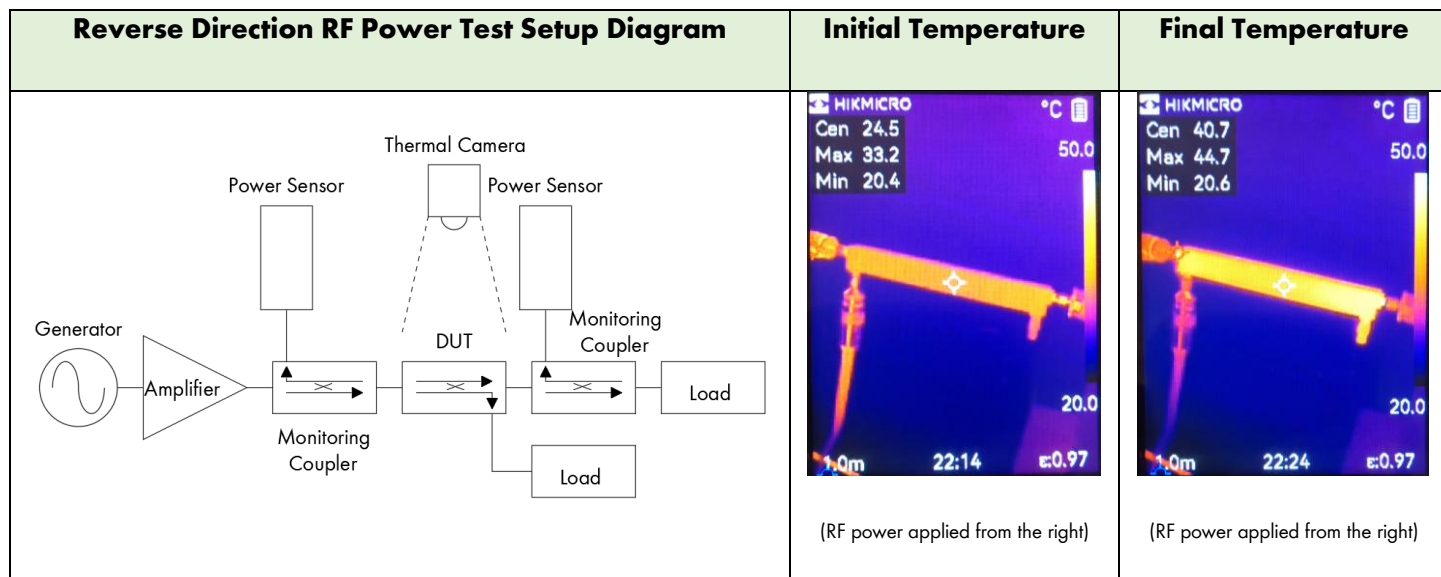 Reverse Direction RF Power Test Setup Diagram
Initial Temperature
Final Temperature
Thermal Camera
Power Sensor
Power Sensor
Generator
Amplifier
DUT
Monitoring
Coupler
Load
Monitoring
Coupler
Load
HIKMICRO
°C
Cen 24.5
Max 33.2
Min 20.4
50.0
20.0
1.0m
22:14
ε:0.97
(RF power applied from the right)
HIKMICRO
°C
Cen 40.7
Max 44.7
Min 20.6
50.0
20.0
1.0m
22:24
ε:0.97
(RF power applied from the right)